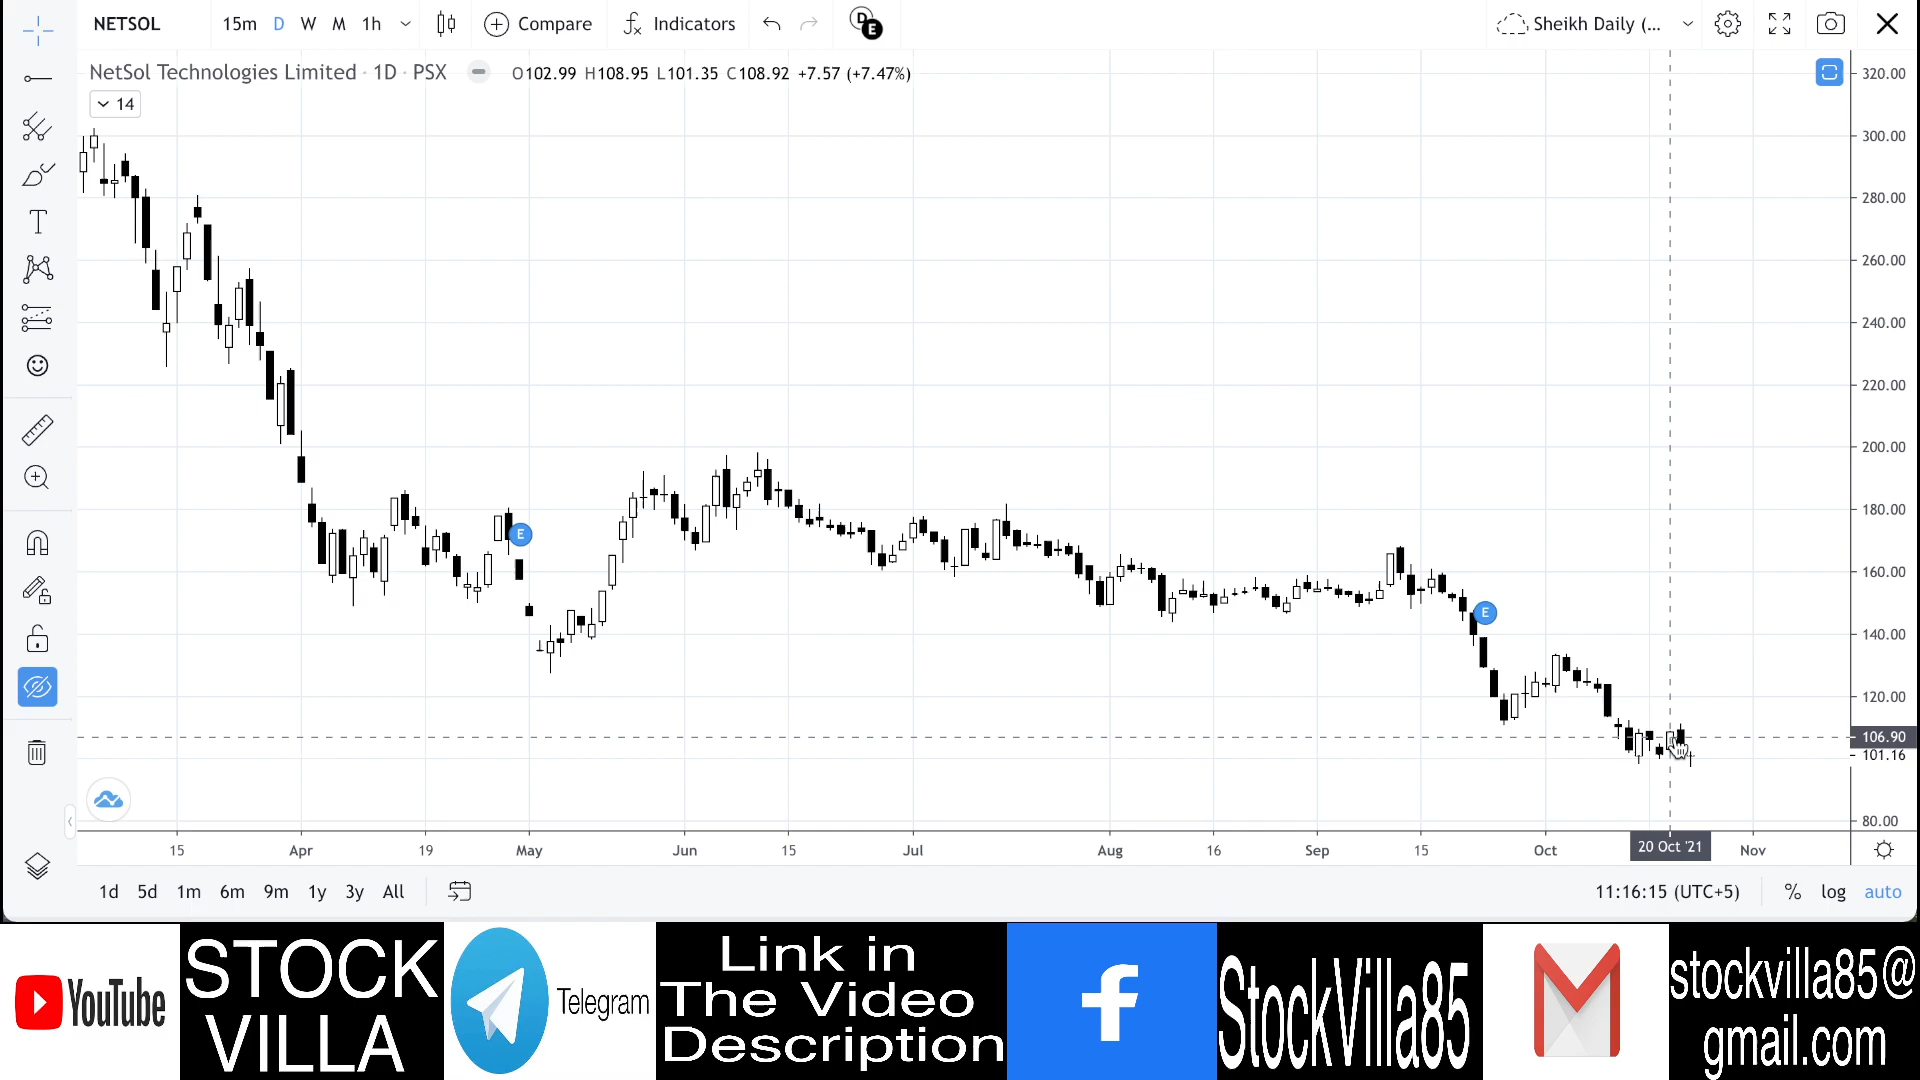 NETSOL 15m D W M 1h Compare Indicators D E Sheikh Daily (...
NetSol Technologies Limited · 1D · PSX O102.99 H108.95 L101.35 C108.92 +7.57 (+7.47%)
14
320.00
300.00
280.00
260.00
240.00
220.00
200.00
180.00
160.00
140.00
120.00
106.90
101.16
80.00
E
E
15 Apr 19 May Jun 15 Jul Aug 16 Sep 15 Oct 20 Oct '21 Nov
1d 5d 1m 6m 9m 1y 3y All 11:16:15 (UTC+5) % log auto
YouTube
STOCK
VILLA
Telegram
Link in
The Video
Description
StockVilla85
stockvilla85@
gmail.com